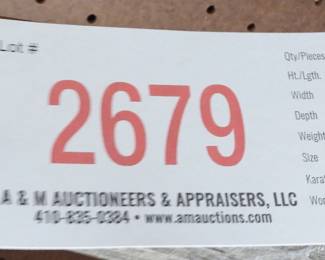 Lot #
Qty/Pieces
Ht./Lgth.
Width
Depth
Weight
Size
2679
A & M AUCTIONEERS & APPRAISERS, LLC
410-835-0384 • www.amauctions.com